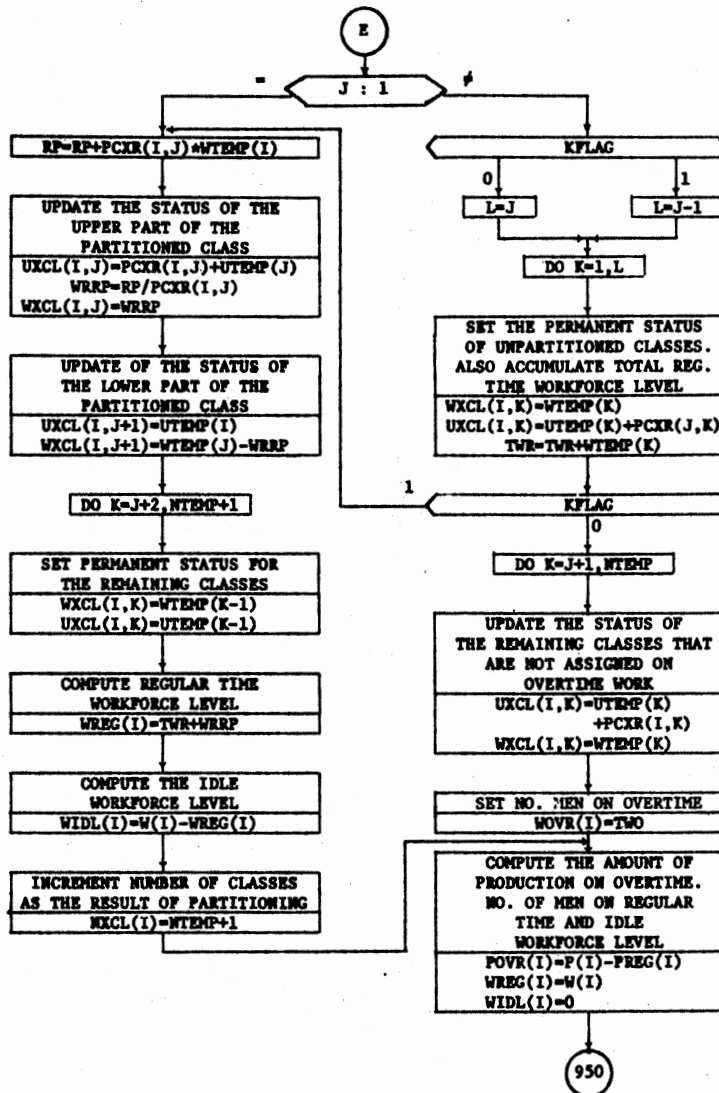 E
=
J : 1
≠
RP=RP+PCXR(I,J)*WTEMP(I)
UPDATE THE STATUS OF THE
UPPER PART OF THE
PARTITIONED CLASS
UXCL(I,J)=PCXR(I,J)+UTEMP(J)
WRRP=RP/PCXR(I,J)
WXCL(I,J)=WRRP
UPDATE OF THE STATUS OF
THE LOWER PART OF THE
PARTITIONED CLASS
UXCL(I,J+1)=UTEMP(I)
WXCL(I,J+1)=WTEMP(J)-WRRP
DO K=J+2,NTEMP+1
SET PERMANENT STATUS FOR
THE REMAINING CLASSES
WXCL(I,K)=WTEMP(K-1)
UXCL(I,K)=UTEMP(K-1)
COMPUTE REGULAR TIME
WORKFORCE LEVEL
WREG(I)=TWR+WRRP
COMPUTE THE IDLE
WORKFORCE LEVEL
WIDL(I)=W(I)-WREG(I)
INCREMENT NUMBER OF CLASSES
AS THE RESULT OF PARTITIONING
NXCL(I)=NTEMP+1
KFLAG
0
1
L=J
L=J-1
DO K=1,L
SET THE PERMANENT STATUS
OF UNPARTITIONED CLASSES.
ALSO ACCUMULATE TOTAL REG.
TIME WORKFORCE LEVEL
WXCL(I,K)=WTEMP(K)
UXCL(I,K)=UTEMP(K)+PCXR(J,K)
TWR=TWR+WTEMP(K)
1
KFLAG
0
DO K=J+1,NTEMP
UPDATE THE STATUS OF
THE REMAINING CLASSES THAT
ARE NOT ASSIGNED ON
OVERTIME WORK
UXCL(I,K)=UTEMP(K)
+PCXR(I,K)
WXCL(I,K)=WTEMP(K)
SET NO. MEN ON OVERTIME
WOVR(I)=TWO
COMPUTE THE AMOUNT OF
PRODUCTION ON OVERTIME.
NO. OF MEN ON REGULAR
TIME AND IDLE
WORKFORCE LEVEL
POVR(I)=P(I)-PREG(I)
WREG(I)=W(I)
WIDL(I)=0
950